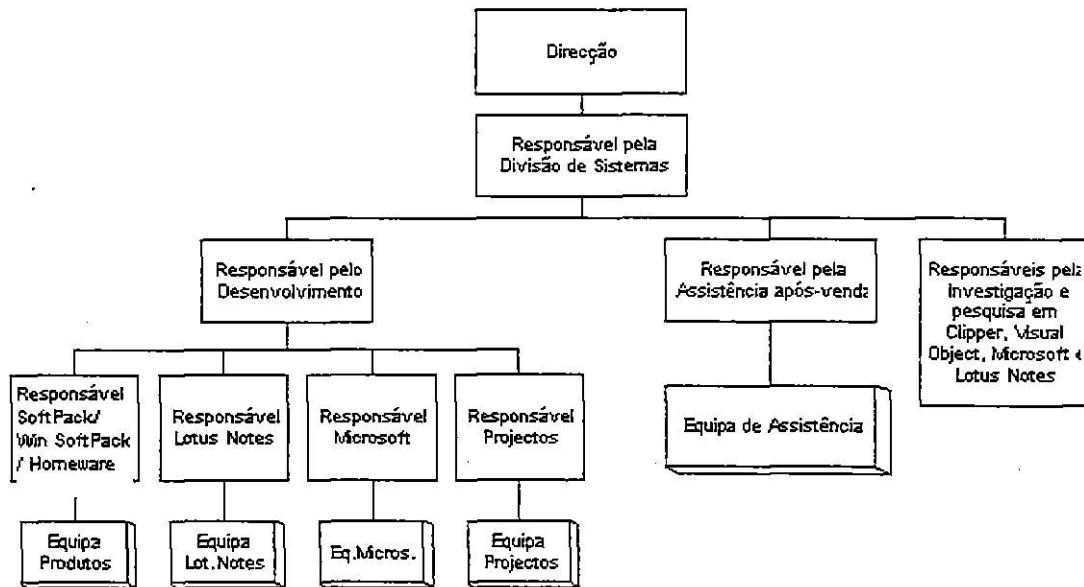 Direcção
Responsável pela
Divisão de Sistemas
Responsável pelo
Desenvolvimento
Responsável pela
Assistência após-venda
Responsáveis pela
Investigação e
pesquisa em
Clipper, Visual
Object, Microsoft e
Lotus Notes
Responsável
SoftPack/
Win SoftPack
/ Homeware
Responsável
Lotus Notes
Responsável
Microsoft
Responsável
Projectos
Equipa de Assistência
Equipa
Produtos
Equipa
Lot.Notes
Eq.Micros.
Equipa
Projectos